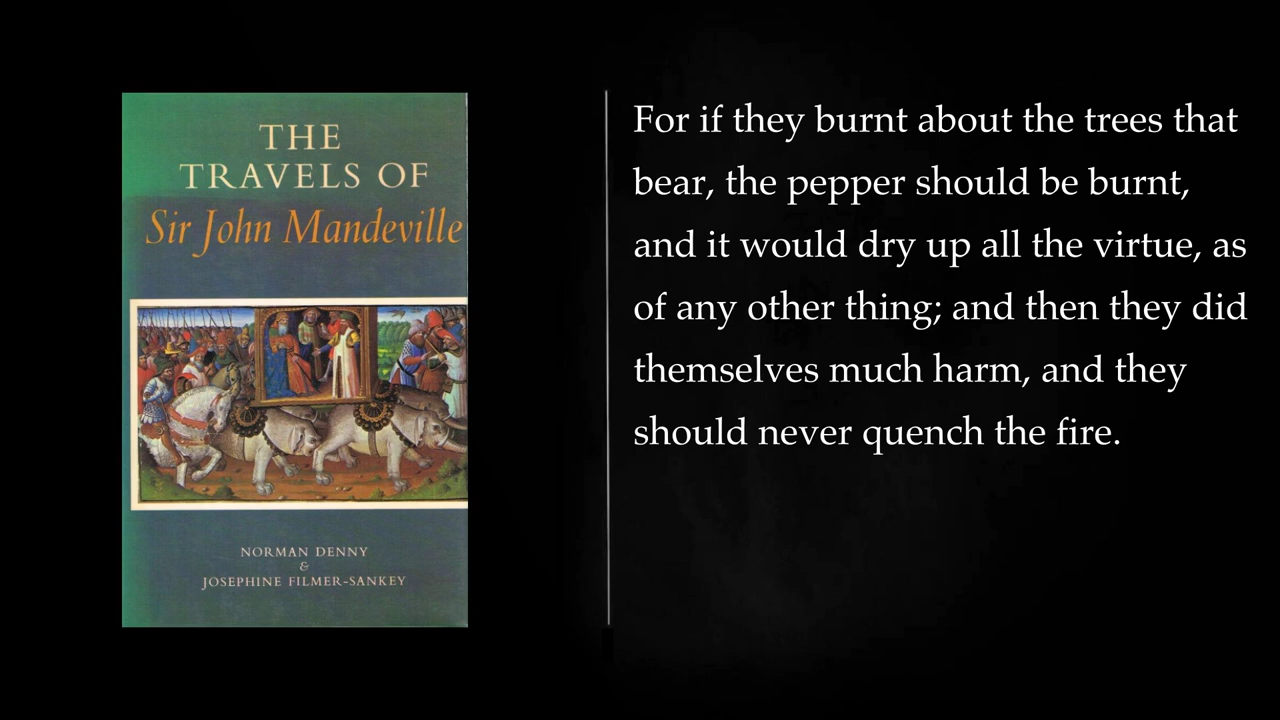 THE
TRAVELS OF
Sir John Mandeville
NORMAN DENNY
&
JOSEPHINE FILMER-SANKEY
For if they burnt about the trees that
bear, the pepper should be burnt,
and it would dry up all the virtue, as
of any other thing; and then they did
themselves much harm, and they
should never quench the fire.